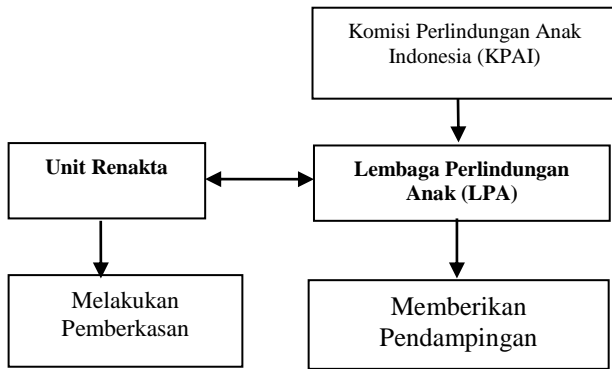 Komisi Perlindungan Anak
Indonesia (KPAI)
Unit Renakta
Lembaga Perlindungan
Anak (LPA)
Melakukan
Pemberkasan
Memberikan
Pendampingan